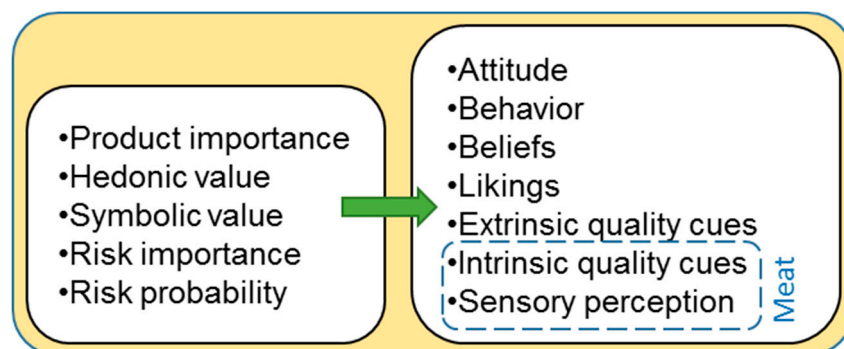 •Product importance
•Hedonic value
•Symbolic value
•Risk importance
•Risk probability
•Attitude
•Behavior
•Beliefs
•Likings
•Extrinsic quality cues
•Intrinsic quality cues
•Sensory perception
Meat